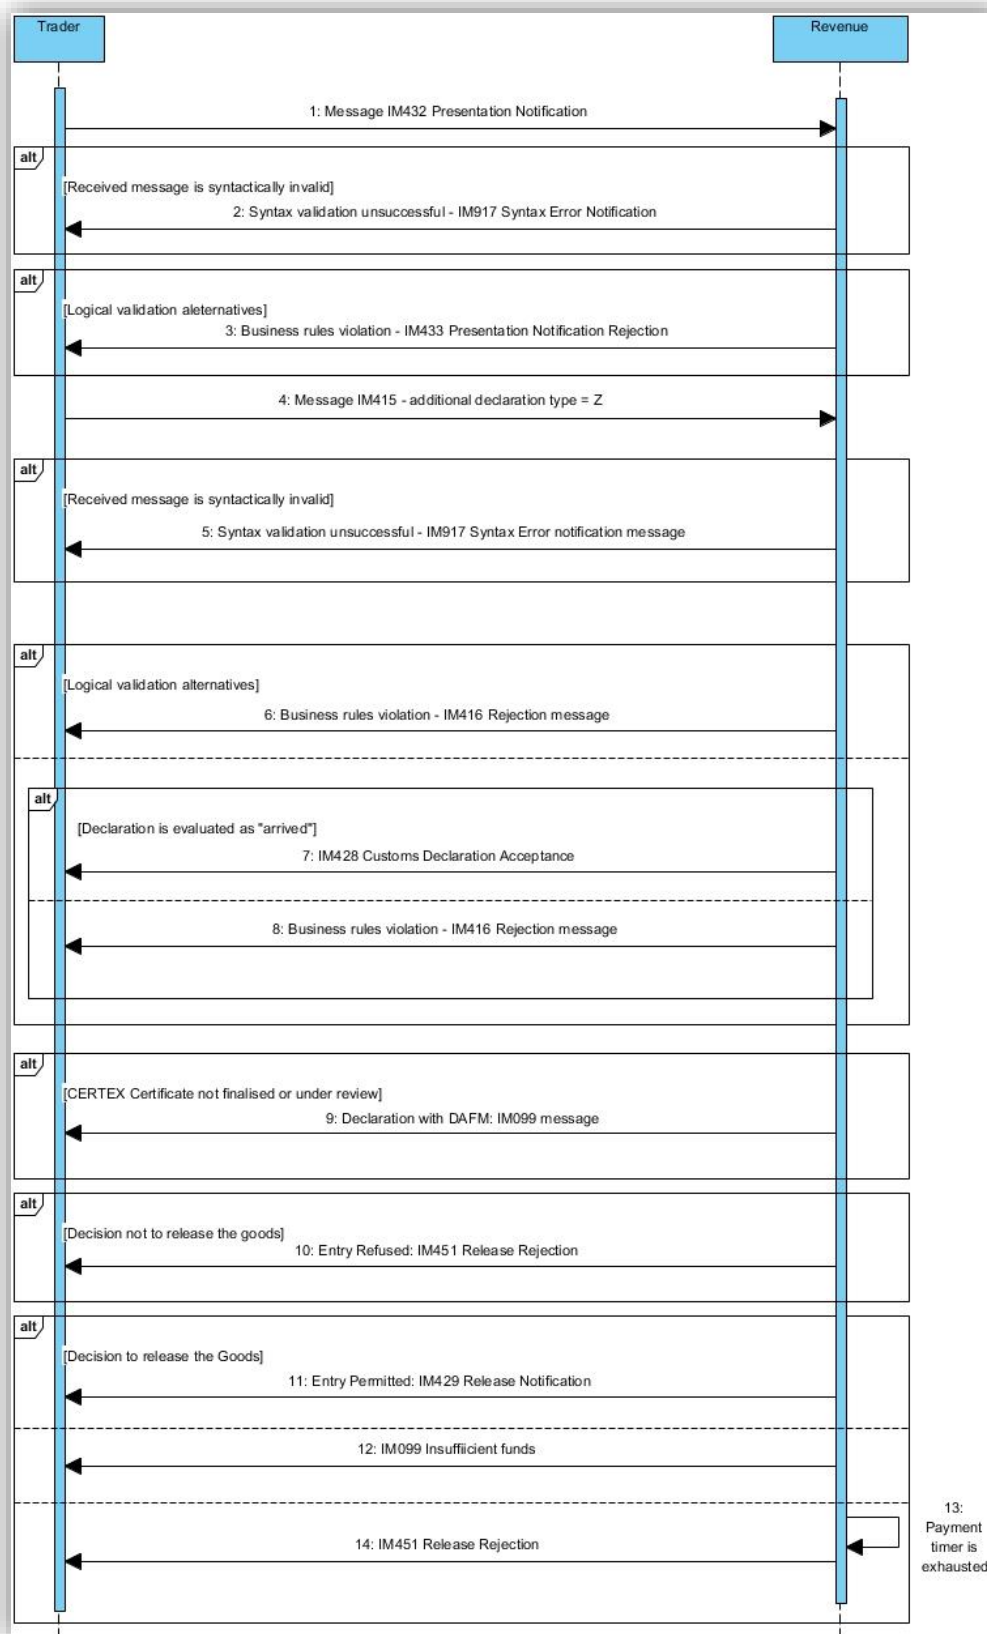 Trader
Revenue
1: Message IM432 Presentation Notification
alt
[Received message is syntactically invalid]
2: Syntax validation unsuccessful - IM917 Syntax Error Notification
alt
[Logical validation aleternatives]
3: Business rules violation - IM433 Presentation Notification Rejection
4: Message IM415 - additional declaration type = Z
alt
[Received message is syntactically invalid]
5: Syntax validation unsuccessful - IM917 Syntax Error notification message
alt
[Logical validation alternatives]
6: Business rules violation - IM416 Rejection message
alt
[Declaration is evaluated as "arrived"]
7: IM428 Customs Declaration Acceptance
8: Business rules violation - IM416 Rejection message
alt
[CERTEX Certificate not finalised or under review]
9: Declaration with DAFM: IM099 message
alt
[Decision not to release the goods]
10: Entry Refused: IM451 Release Rejection
alt
[Decision to release the Goods]
11: Entry Permitted: IM429 Release Notification
12: IM099 Insuffiicient funds
13:
Payment
timer is
exhausted
14: IM451 Release Rejection